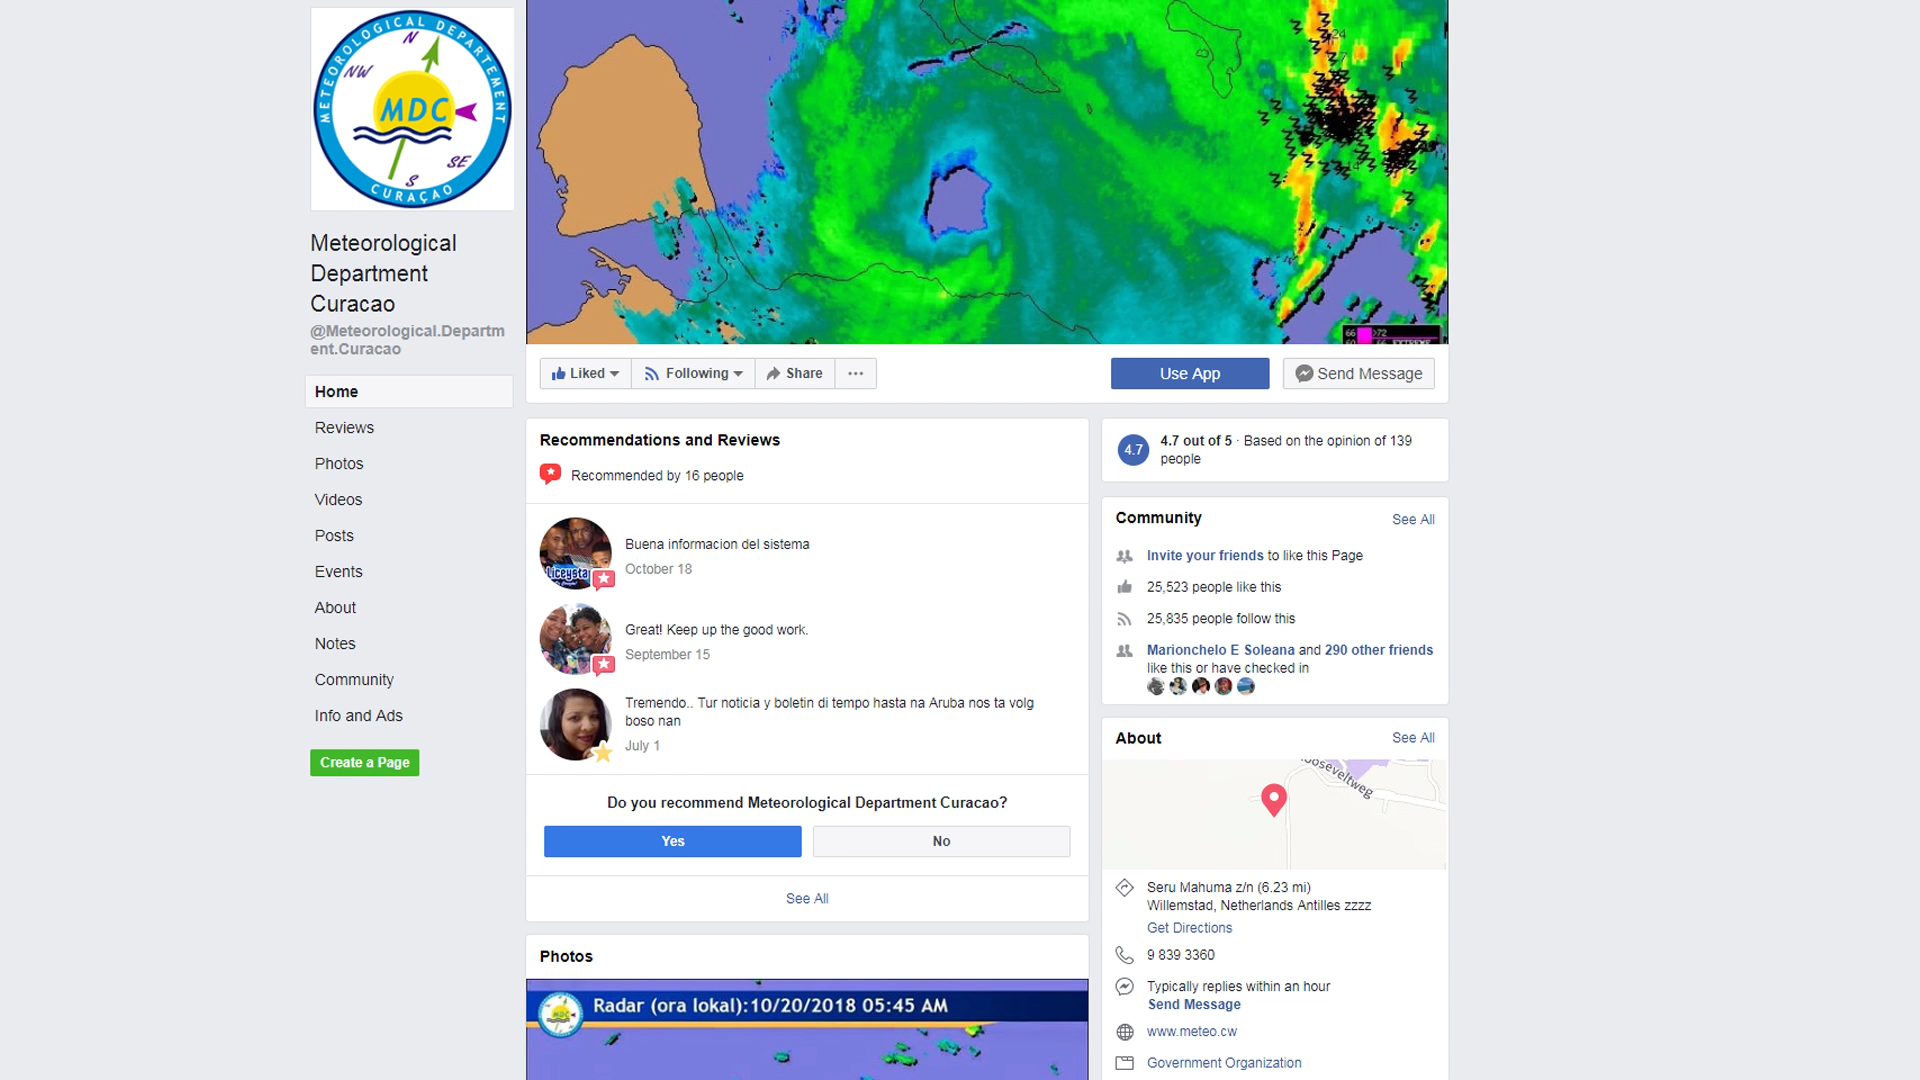 METEOROLOGICAL DEPARTEMENT
N
NW
MDC
SE
S
CURAÇAO
Meteorological
Department
Curacao
@Meteorological.Departm
ent.Curacao
Home
Reviews
Photos
Videos
Posts
Events
About
Notes
Community
Info and Ads
Create a Page
24
14
66 >72
Liked
Following
Share
Use App
Send Message
Recommendations and Reviews
Recommended by 16 people
Liceysta
Buena informacion del sistema
October 18
Great! Keep up the good work.
September 15
Tremendo.. Tur noticia y boletin di tempo hasta na Aruba nos ta volg
boso nan
July 1
Do you recommend Meteorological Department Curacao?
Yes
No
See All
Photos
MDC
Radar (ora lokal):10/20/2018 05:45 AM
4.7
4.7 out of 5 · Based on the opinion of 139
people
Community
See All
Invite your friends to like this Page
25,523 people like this
25,835 people follow this
Marionchelo E Soleana and 290 other friends
like this or have checked in
About
See All
ooseveltweg
Seru Mahuma z/n (6.23 mi)
Willemstad, Netherlands Antilles zzzz
Get Directions
9 839 3360
Typically replies within an hour
Send Message
www.meteo.cw
Government Organization